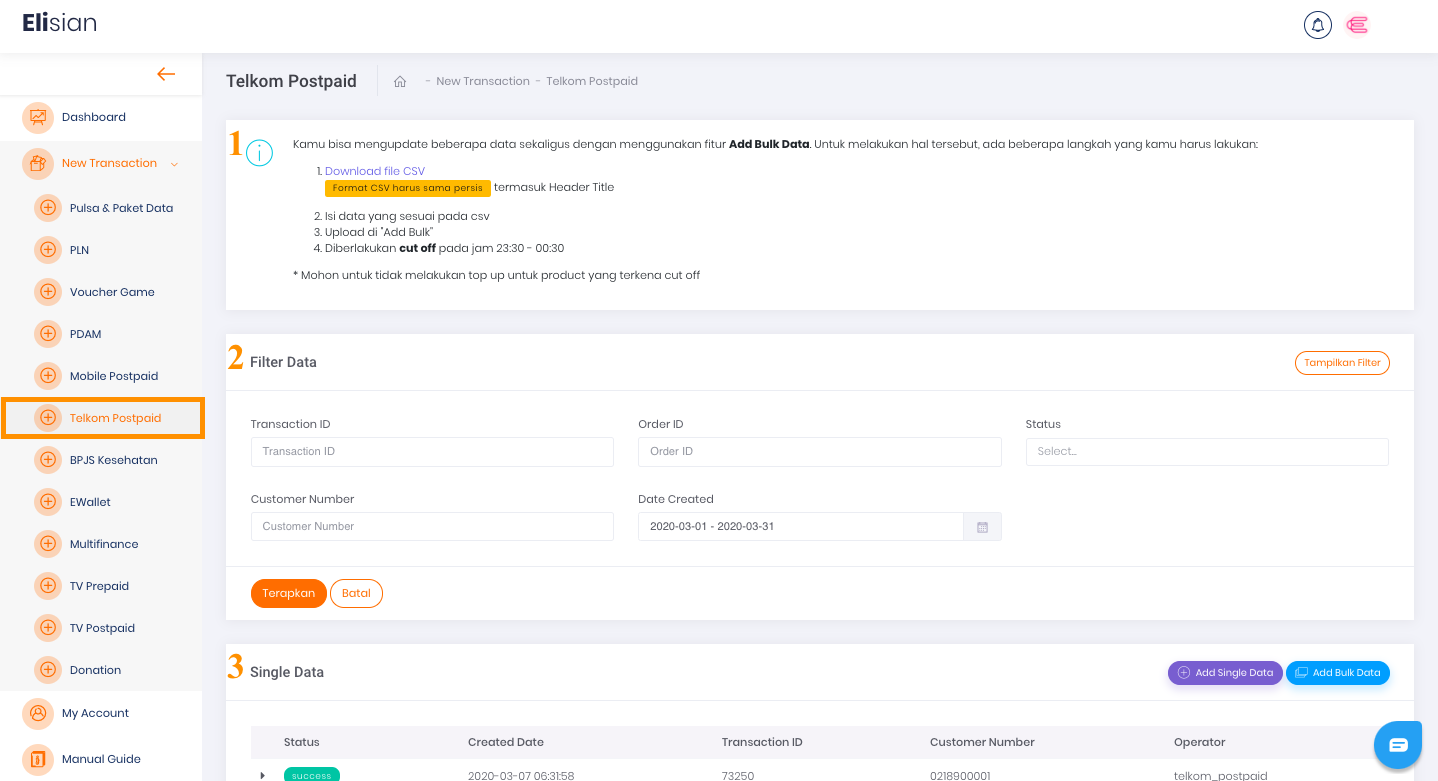 Elisian
Telkom Postpaid
- New Transaction - Telkom Postpaid
Dashboard
New Transaction
Pulsa & Paket Data
PLN
Voucher Game
PDAM
Mobile Postpaid
Telkom Postpaid
BPJS Kesehatan
EWallet
Multifinance
TV Prepaid
TV Postpaid
Donation
My Account
Manual Guide
1
Kamu bisa mengupdate beberapa data sekaligus dengan menggunakan fitur Add Bulk Data. Untuk melakukan hal tersebut, ada beberapa langkah yang kamu harus lakukan:
1. Download file CSV
Format CSV harus sama persis termasuk Header Title
2. Isi data yang sesuai pada csv
3. Upload di "Add Bulk"
4. Diberlakukan cut off pada jam 23:30 - 00:30
* Mohon untuk tidak melakukan top up untuk product yang terkena cut off
2 Filter Data
Tampilkan Filter
Transaction ID
Transaction ID
Order ID
Order ID
Status
Select...
Customer Number
Customer Number
Date Created
2020-03-01 - 2020-03-31
Terapkan Batal
3 Single Data
Add Single Data Add Bulk Data
Status Created Date Transaction ID Customer Number Operator
success 2020-03-07 06:31:58 73250 0218900001 telkom_postpaid